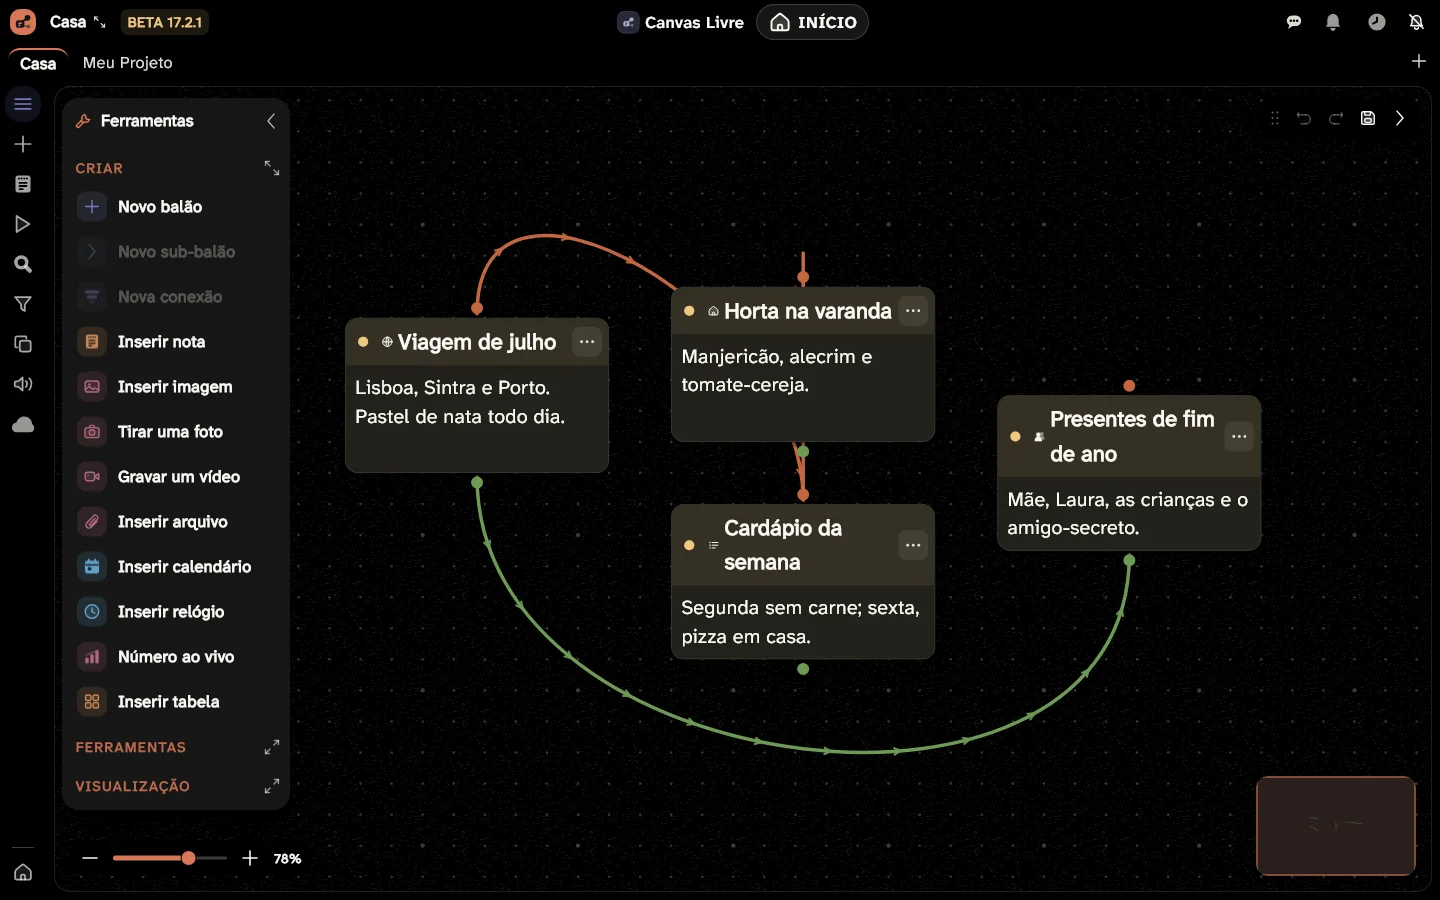 Casa
BETA 17.2.1
Canvas Livre
INÍCIO
Casa
Meu Projeto
Ferramentas
CRIAR
Novo balão
Novo sub-balão
Nova conexão
Inserir nota
Inserir imagem
Tirar uma foto
Gravar um vídeo
Inserir arquivo
Inserir calendário
Inserir relógio
Número ao vivo
Inserir tabela
FERRAMENTAS
VISUALIZAÇÃO
78%
Viagem de julho
Lisboa, Sintra e Porto.
Pastel de nata todo dia.
Horta na varanda
Manjericão, alecrim e
tomate-cereja.
Cardápio da
semana
Segunda sem carne; sexta,
pizza em casa.
Presentes de fim
de ano
Mãe, Laura, as crianças e o
amigo-secreto.